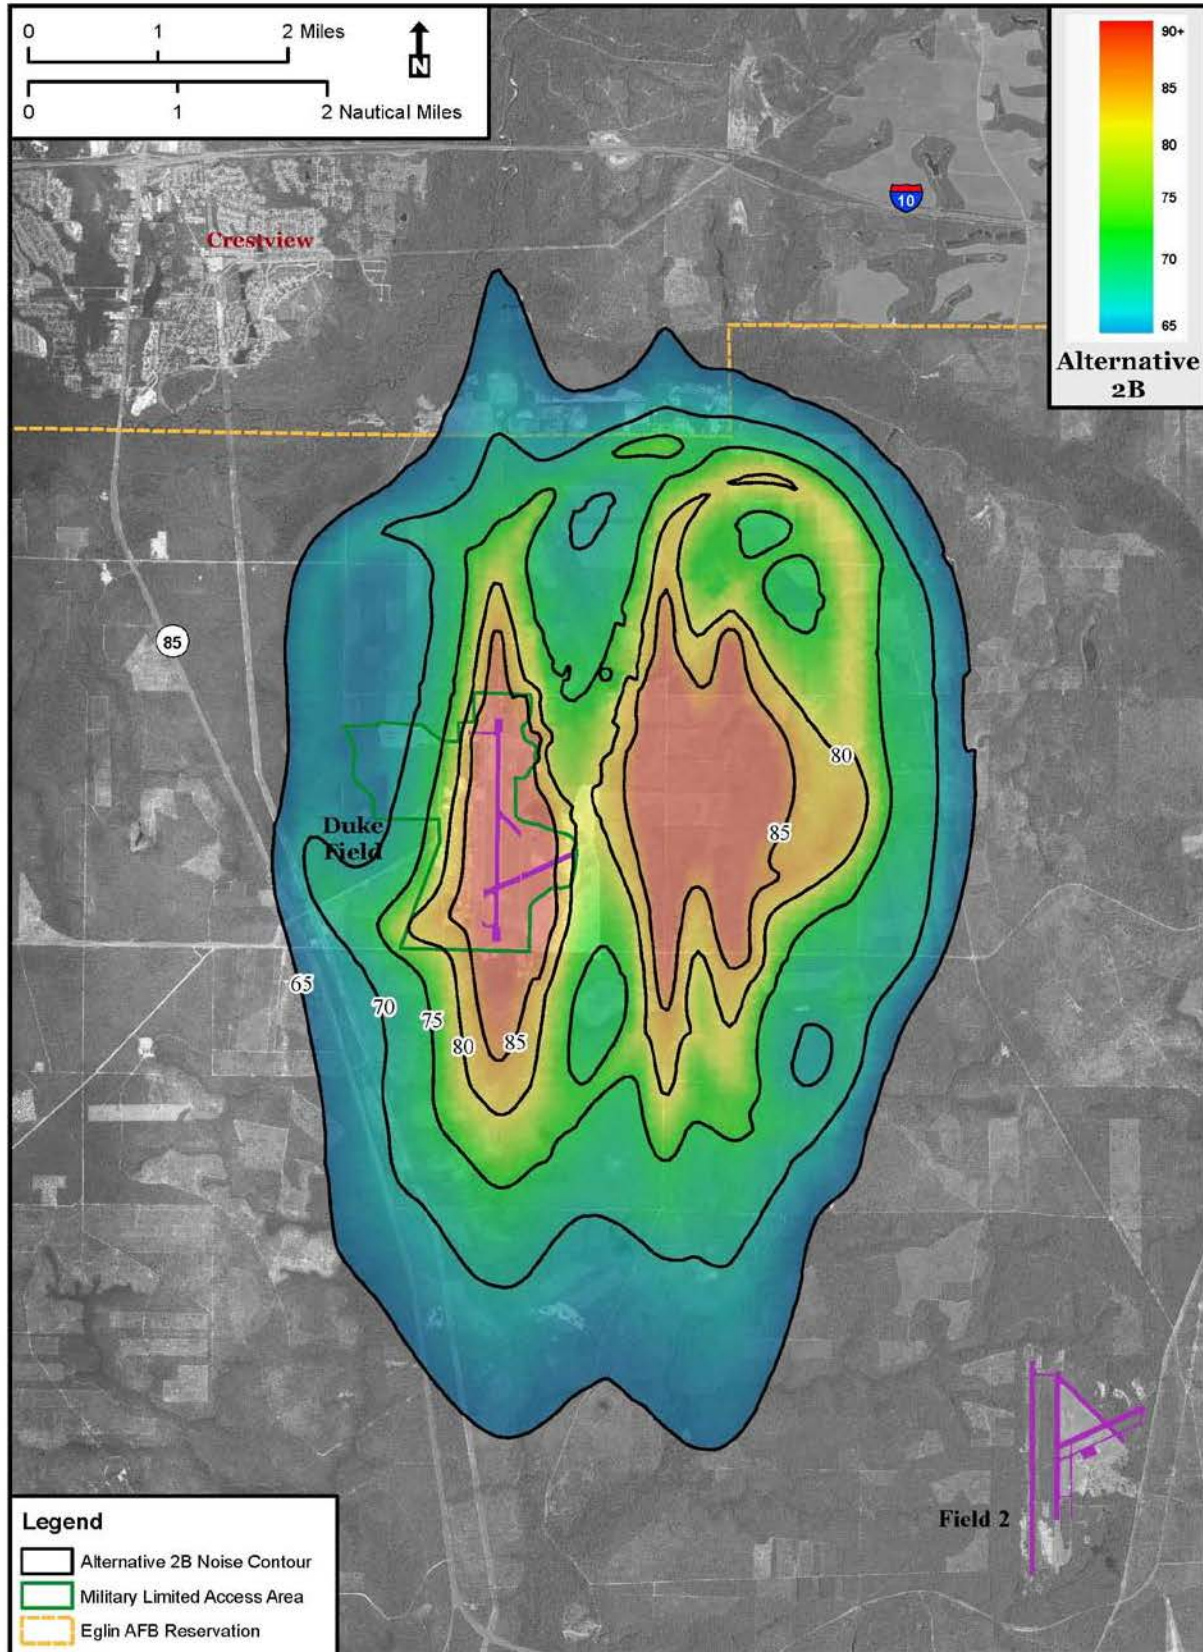 0 1 2 Miles
N
0 1 2 Nautical Miles
90+
85
80
75
70
65
Alternative
2B
10
Crestview
85
80
85
Duke
Field
65
70
75
80
85
Field 2
Legend
Alternative 2B Noise Contour
Military Limited Access Area
Eglin AFB Reservation